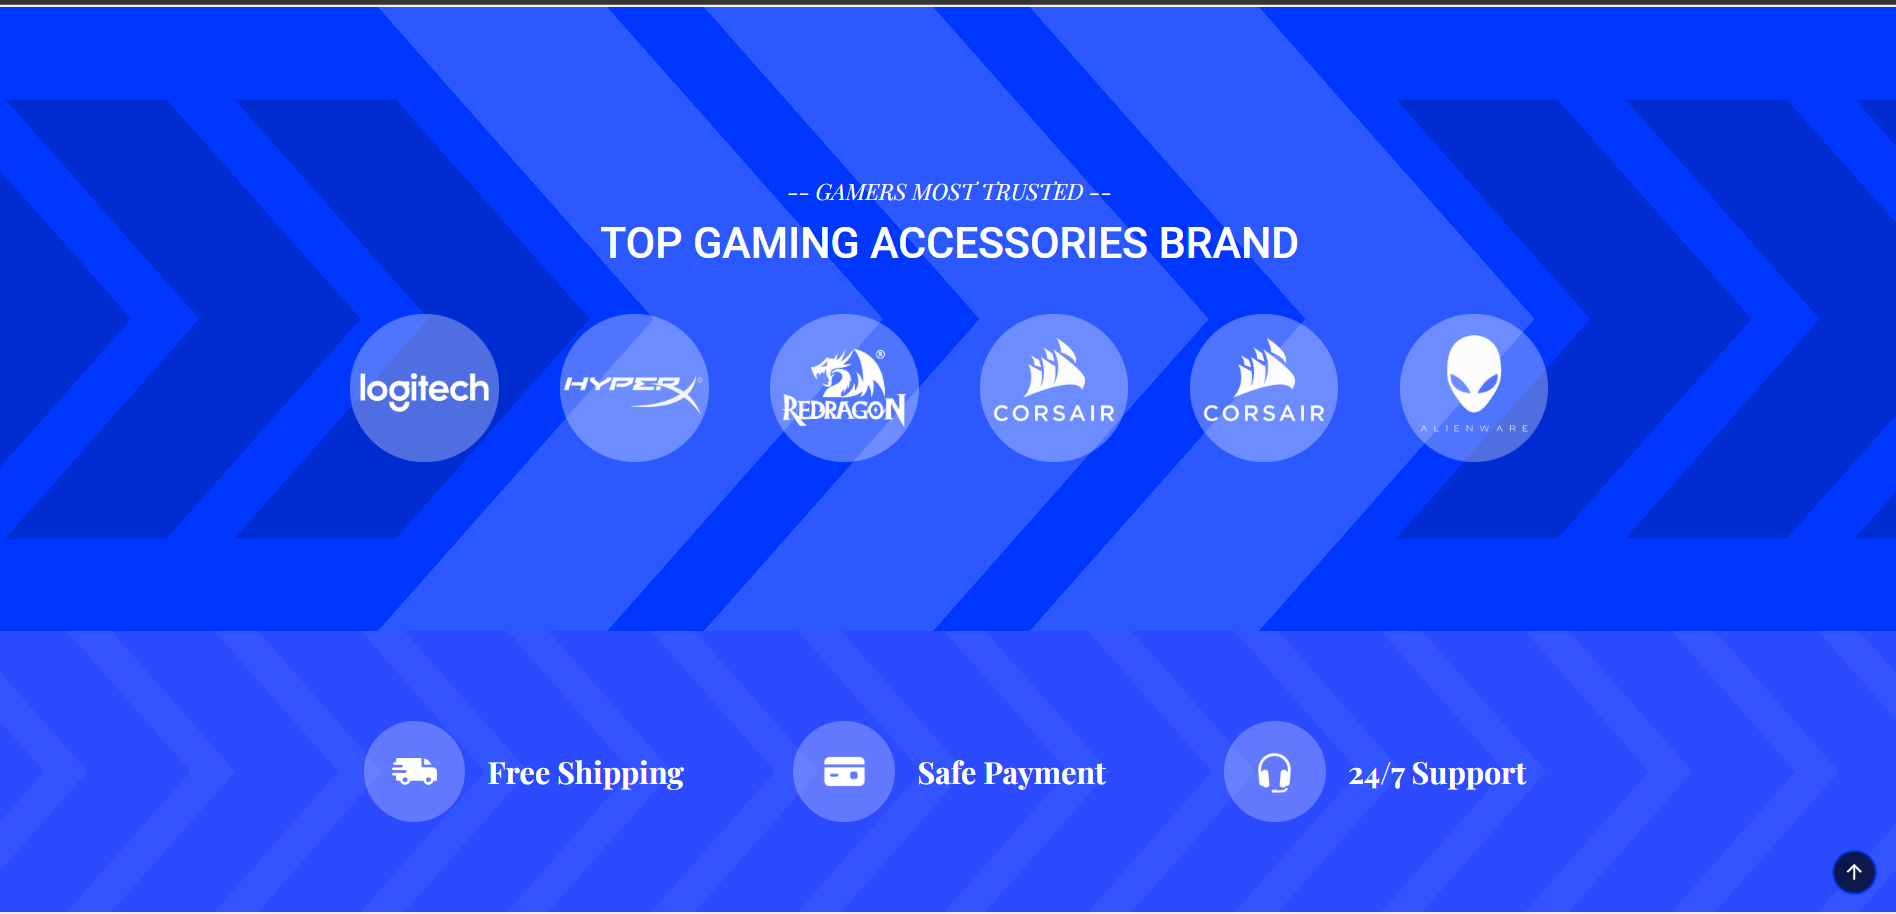 -- GAMERS MOST TRUSTED --
TOP GAMING ACCESSORIES BRAND
logitech
HYPERX®
REDRAGON®
CORSAIR
CORSAIR
ALIENWARE
Free Shipping
Safe Payment
24/7 Support